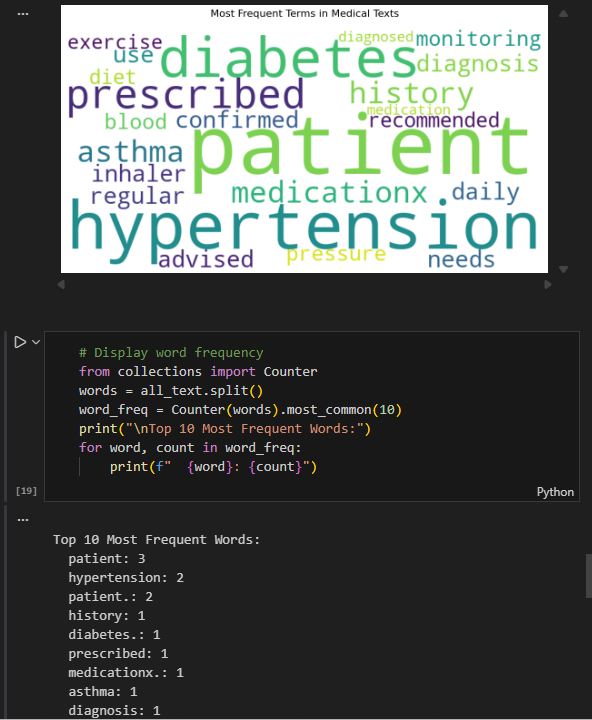 ...
Most Frequent Terms in Medical Texts
exercise
diagnosed
monitoring
use
diabetes
diagnosis
diet
prescribed
history
medication
blood
confirmed
recommended
asthma
patient
inhaler
regular
medicationx
daily
hypertension
advised
pressure
needs
# Display word frequency
from collections import Counter
words = all_text.split()
word_freq = Counter(words).most_common(10)
print("\nTop 10 Most Frequent Words:")
for word, count in word_freq:
    print(f"  {word}: {count}")
[19]
Python
...
Top 10 Most Frequent Words:
  patient: 3
  hypertension: 2
  patient.: 2
  history: 1
  diabetes.: 1
  prescribed: 1
  medicationx.: 1
  asthma: 1
  diagnosis: 1